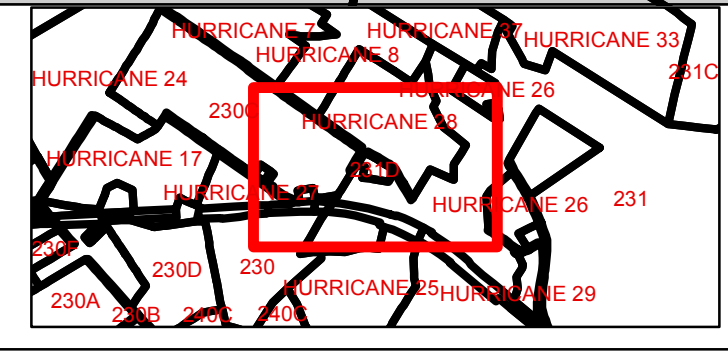 HURRICANE 7
HURRICANE 37
HURRICANE 33
HURRICANE 8
231C
HURRICANE 24
HURRICANE 26
230C
HURRICANE 28
HURRICANE 17
231D
HURRICANE 27
HURRICANE 26
231
230F
230D
230
HURRICANE 25
HURRICANE 29
230A
230B
240C
240C